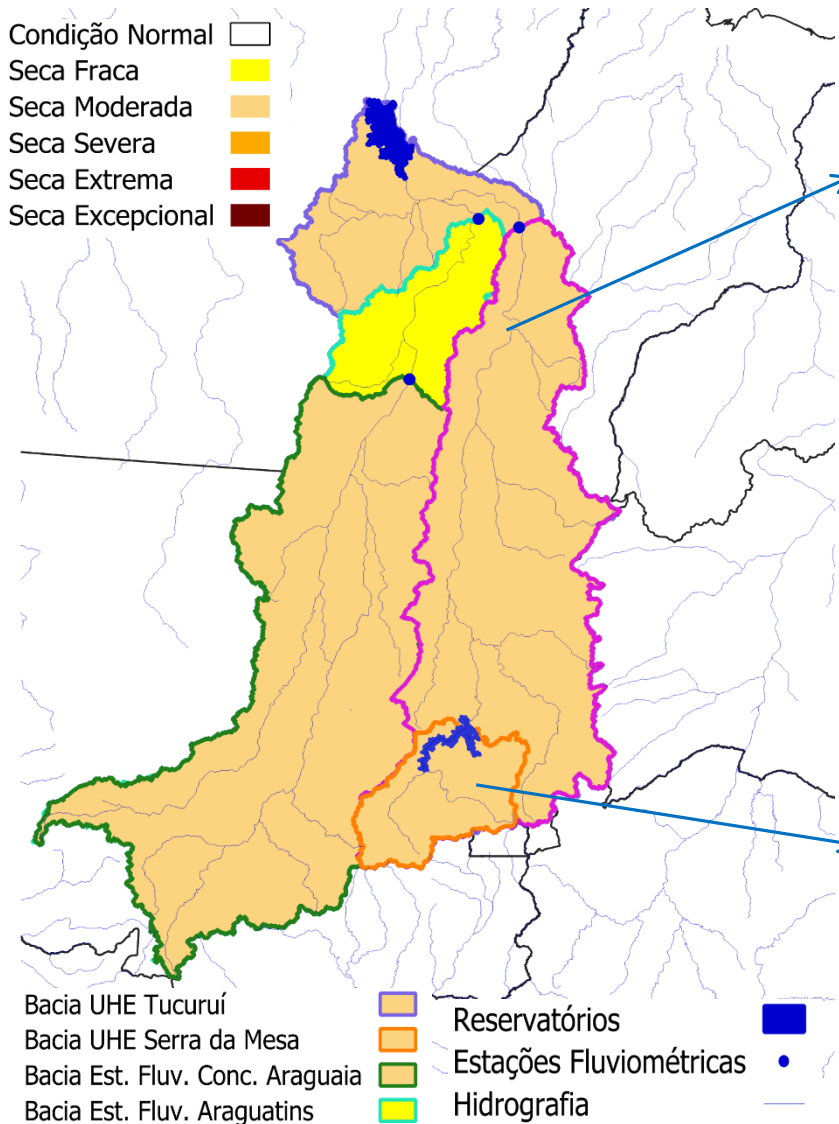 Condição Normal
Seca Fraca
Seca Moderada
Seca Severa
Seca Extrema
Seca Excepcional
Bacia UHE Tucuruí
Bacia UHE Serra da Mesa
Bacia Est. Fluv. Conc. Araguaia
Bacia Est. Fluv. Araguatins
Reservatórios
Estações Fluviométricas
Hidrografia